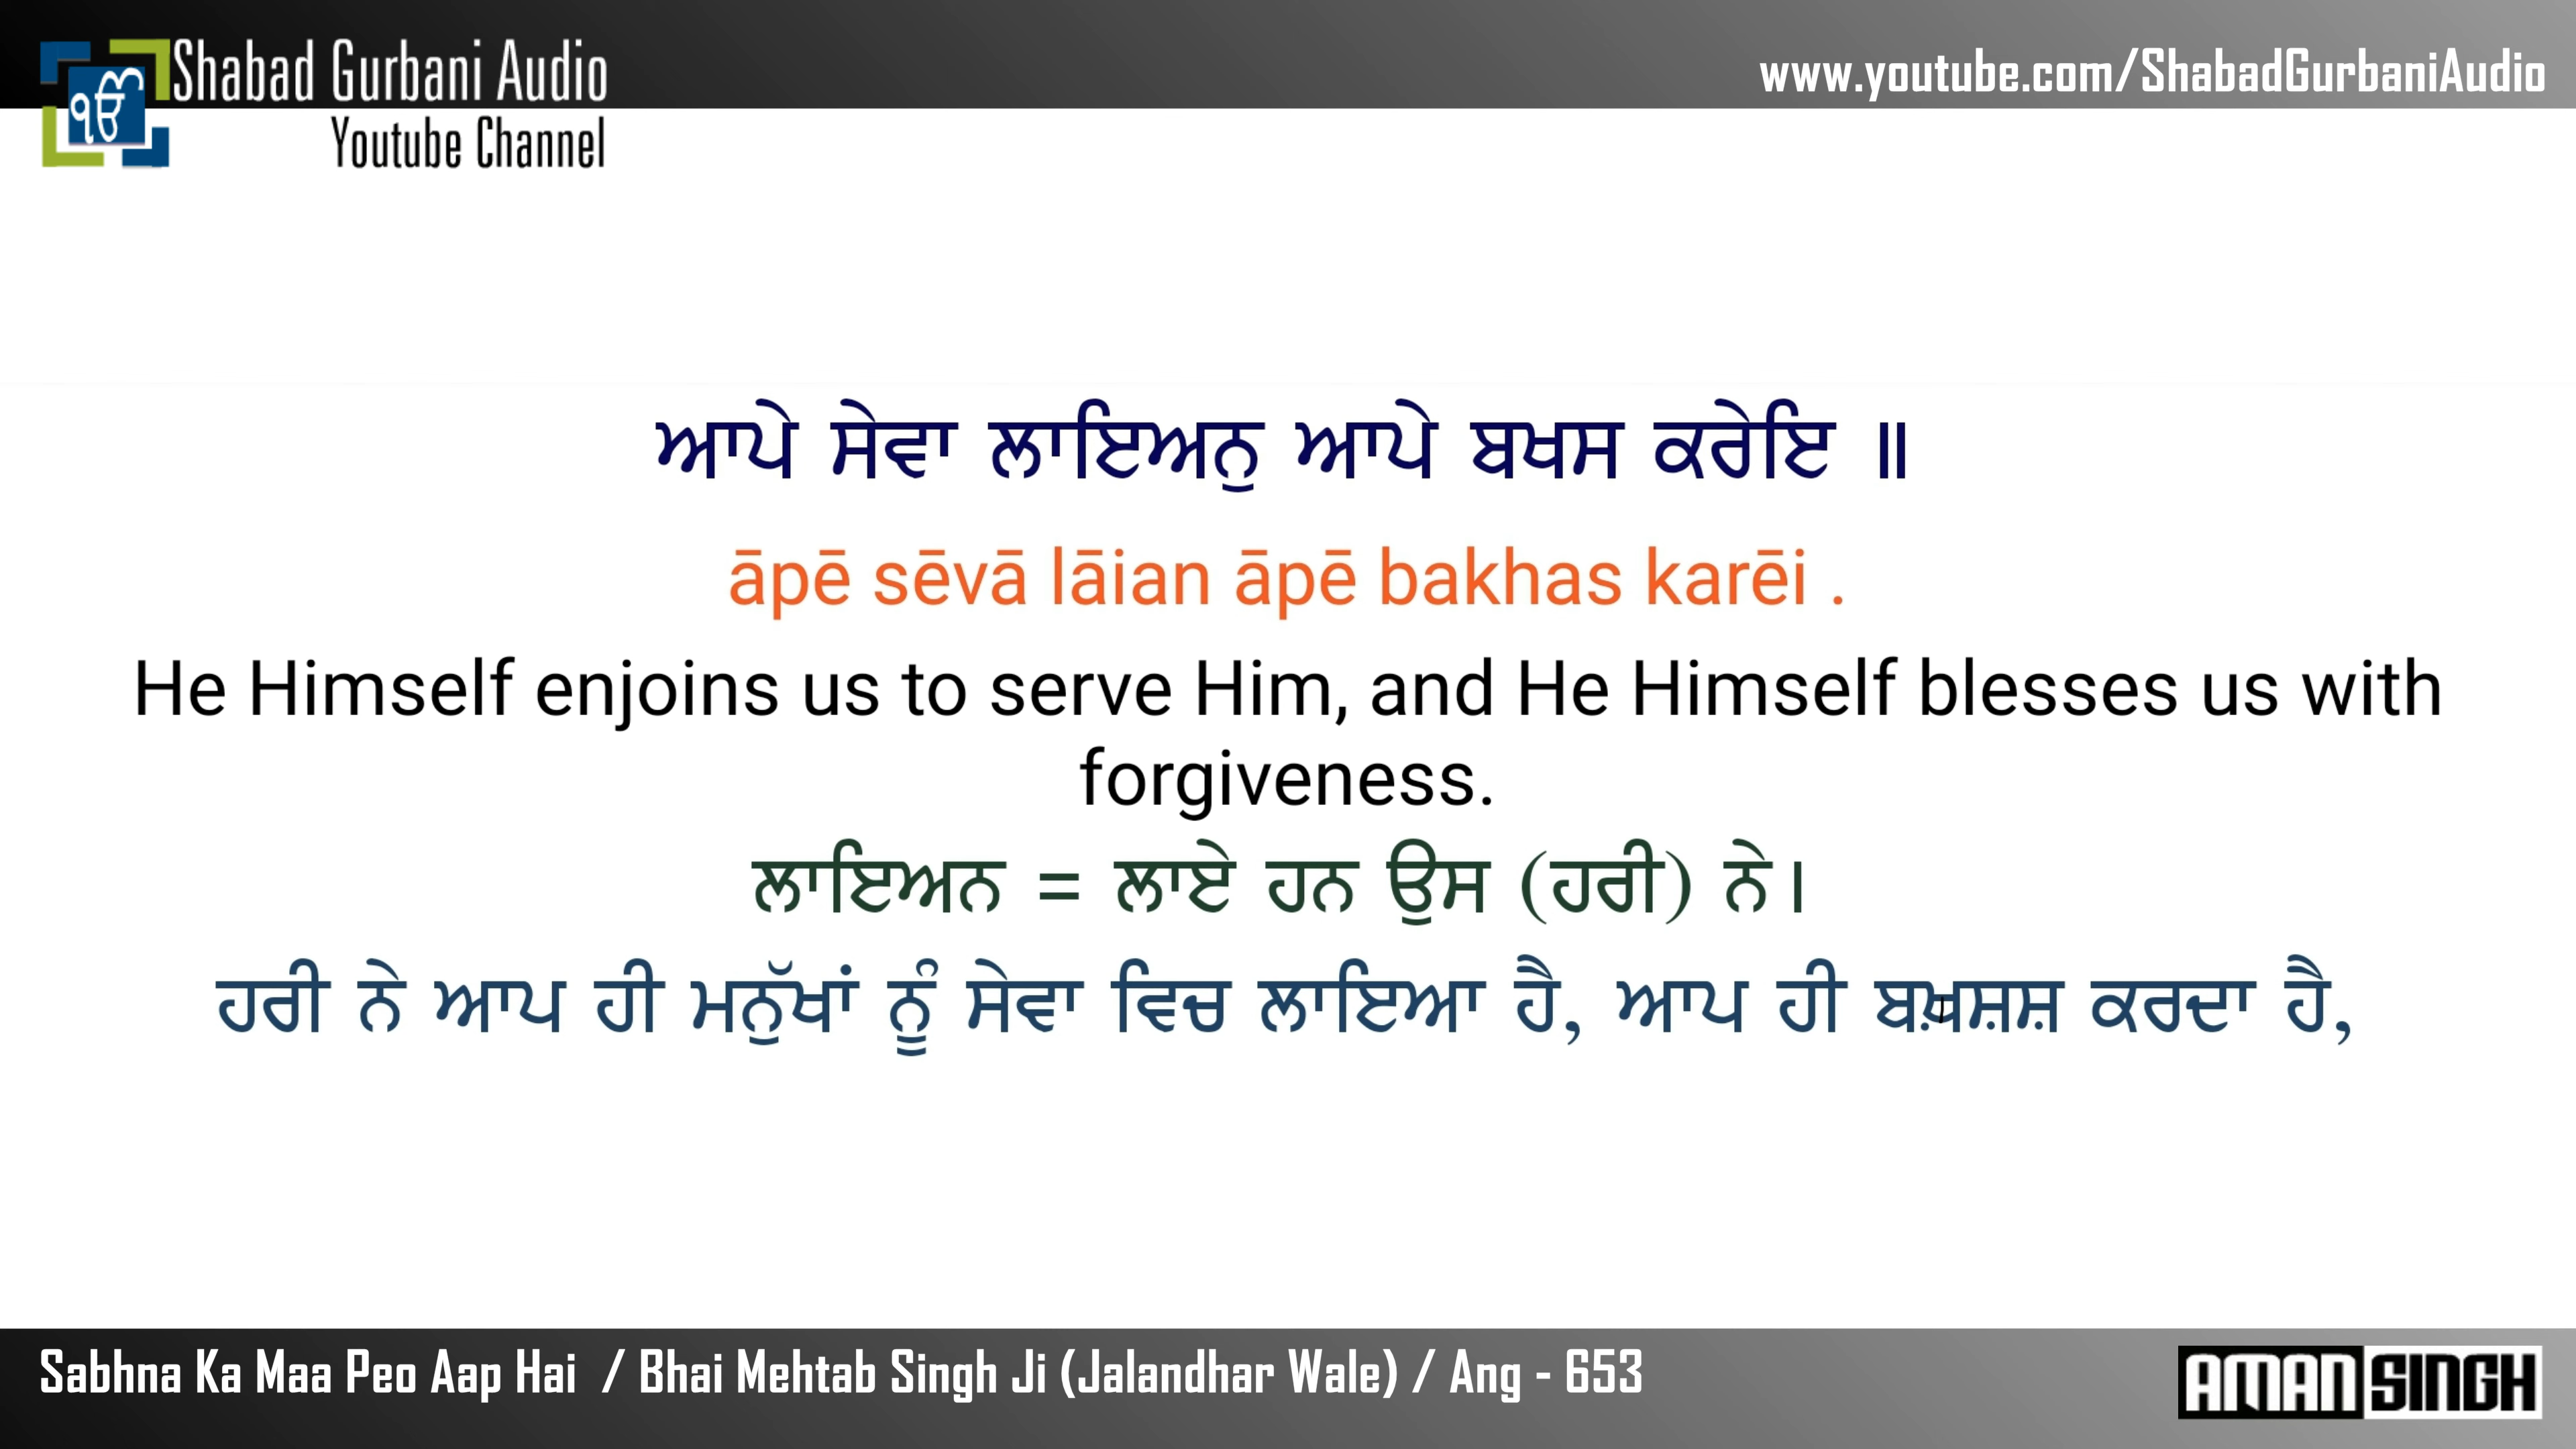 Shabad Gurbani Audio
Youtube Channel
www.youtube.com/ShabadGurbaniAudio
ੴ
ਆਪੇ ਸੇਵਾ ਲਾਇਅਨੁ ਆਪੇ ਬਖਸ ਕਰੇਇ ॥
āpē sēvā lāian āpē bakhas karēi .
He Himself enjoins us to serve Him, and He Himself blesses us with
forgiveness.
ਲਾਇਅਨ = ਲਾਏ ਹਨ ਉਸ (ਹਰੀ) ਨੇ।
ਹਰੀ ਨੇ ਆਪ ਹੀ ਮਨੁੱਖਾਂ ਨੂੰ ਸੇਵਾ ਵਿਚ ਲਾਇਆ ਹੈ, ਆਪ ਹੀ ਬਖ਼ਸ਼ਸ਼ ਕਰਦਾ ਹੈ,
Sabhna Ka Maa Peo Aap Hai / Bhai Mehtab Singh Ji (Jalandhar Wale) / Ang - 653
AMAN SINGH